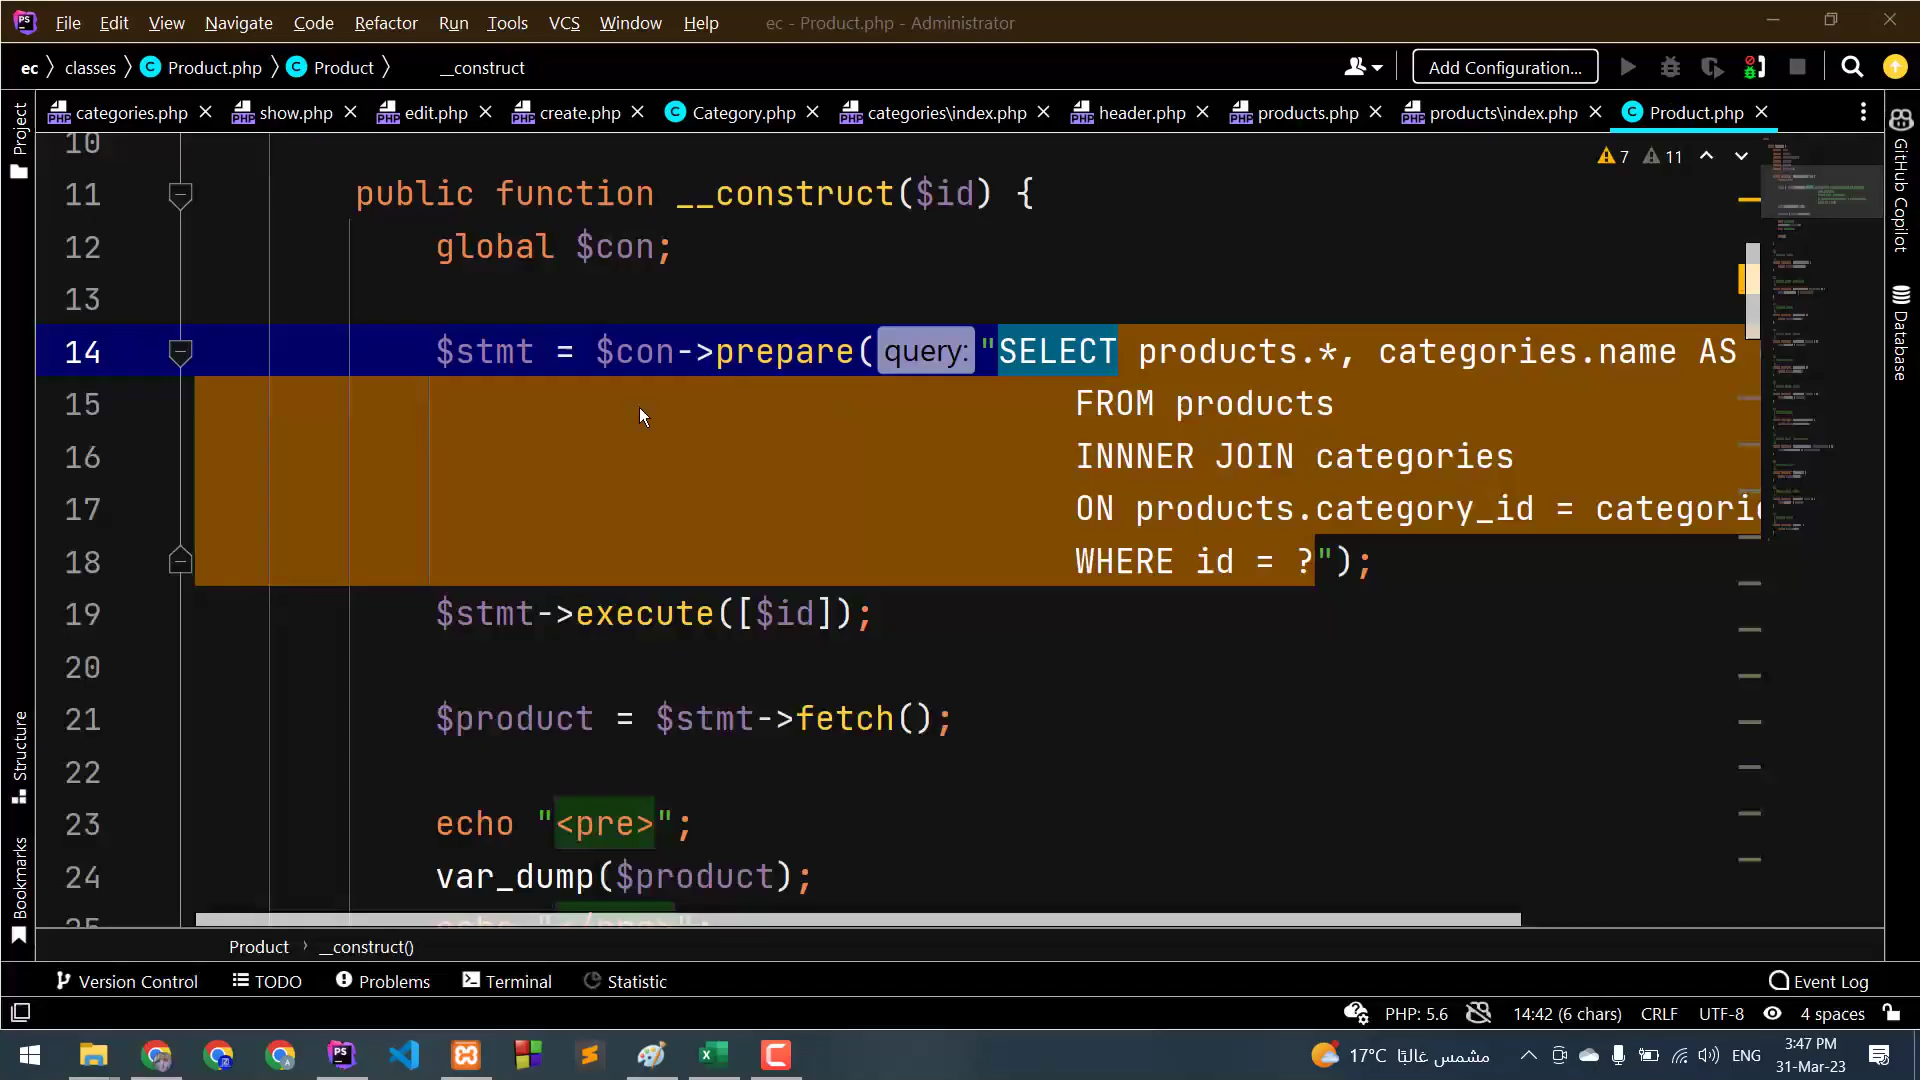 File Edit View Navigate Code Refactor Run Tools VCS Window Help ec - Product.php - Administrator
ec classes Product.php Product __construct Add Configuration...
categories.php show.php edit.php create.php Category.php categories\index.php header.php products.php products\index.php Product.php
Project
GitHub Copilot
Database
Structure
Bookmarks
7 11
10
11 public function __construct($id) {
12 global $con;
13
14 $stmt = $con->prepare( query: "SELECT products.*, categories.name AS
15 FROM products
16 INNNER JOIN categories
17 ON products.category_id = categori
18 WHERE id = ?");
19 $stmt->execute([$id]);
20
21 $product = $stmt->fetch();
22
23 echo "<pre>";
24 var_dump($product);
Product __construct()
Version Control TODO Problems Terminal Statistic Event Log
PHP: 5.6 14:42 (6 chars) CRLF UTF-8 4 spaces
17°C مشمس غالبًا ENG 3:47 PM
31-Mar-23